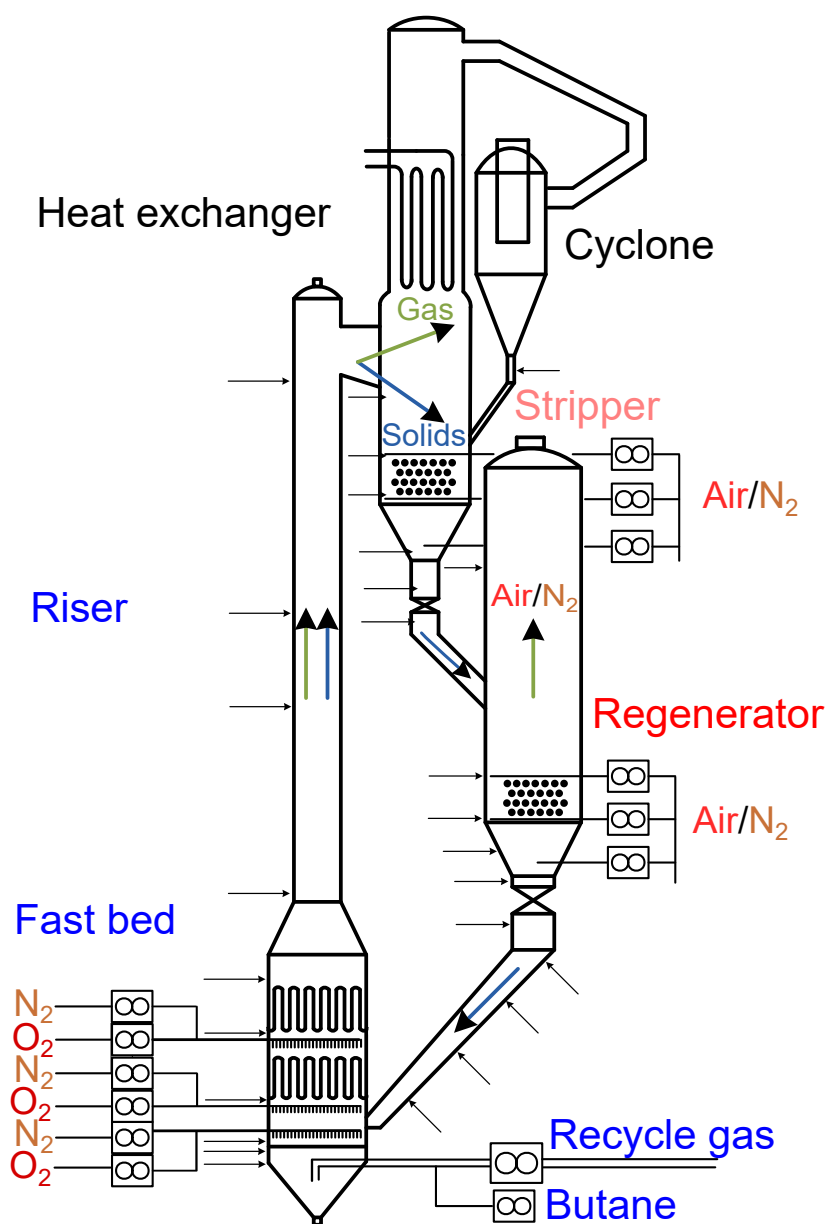 Heat exchanger
Cyclone
Gas
Stripper
Solids
Air/N₂
Riser
Air/N₂
Regenerator
Air/N₂
Fast bed
N₂
O₂
N₂
O₂
N₂
O₂
Recycle gas
Butane